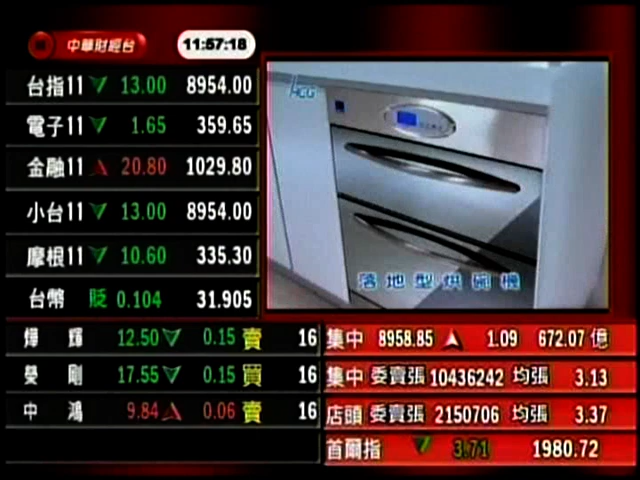 中華財經台 11:57:18
台指11 13.00 8954.00
電子11 1.65 359.65
金融11 20.80 1029.80
小台11 13.00 8954.00
摩根11 10.60 335.30
台幣 貶 0.104 31.905
HCG
落地型烘碗機
燁輝 12.50 0.15 賣 16
榮剛 17.55 0.15 買 16
中鴻 9.84 0.06 賣 16
集中 8958.85 1.09 672.07 億
集中 委賣張 10436242 均張 3.13
店頭 委賣張 2150706 均張 3.37
首爾指 3.71 1980.72